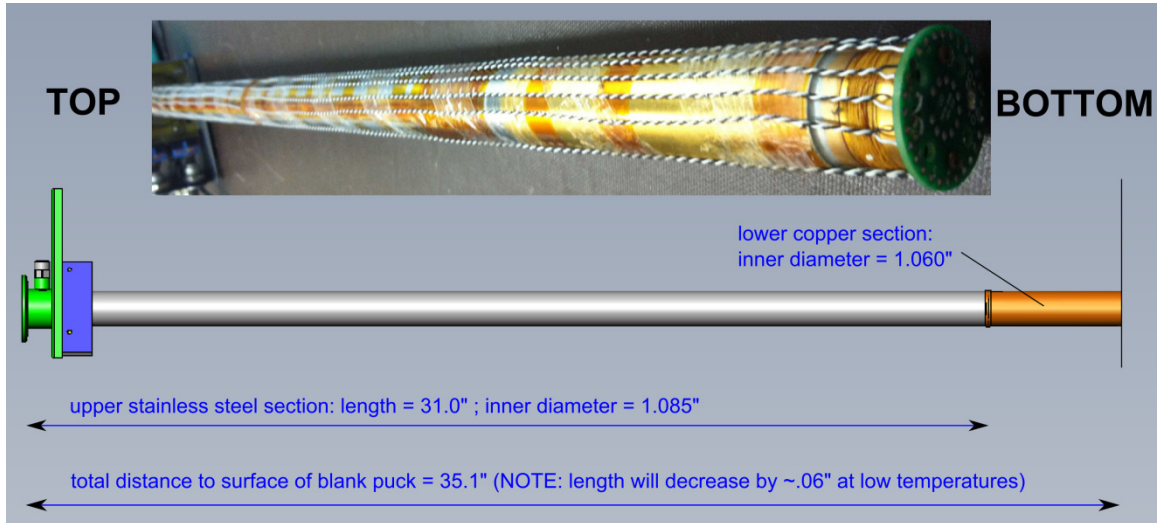 TOP
BOTTOM
lower copper section:
inner diameter = 1.060"
upper stainless steel section: length = 31.0" ; inner diameter = 1.085"
total distance to surface of blank puck = 35.1" (NOTE: length will decrease by ~.06" at low temperatures)